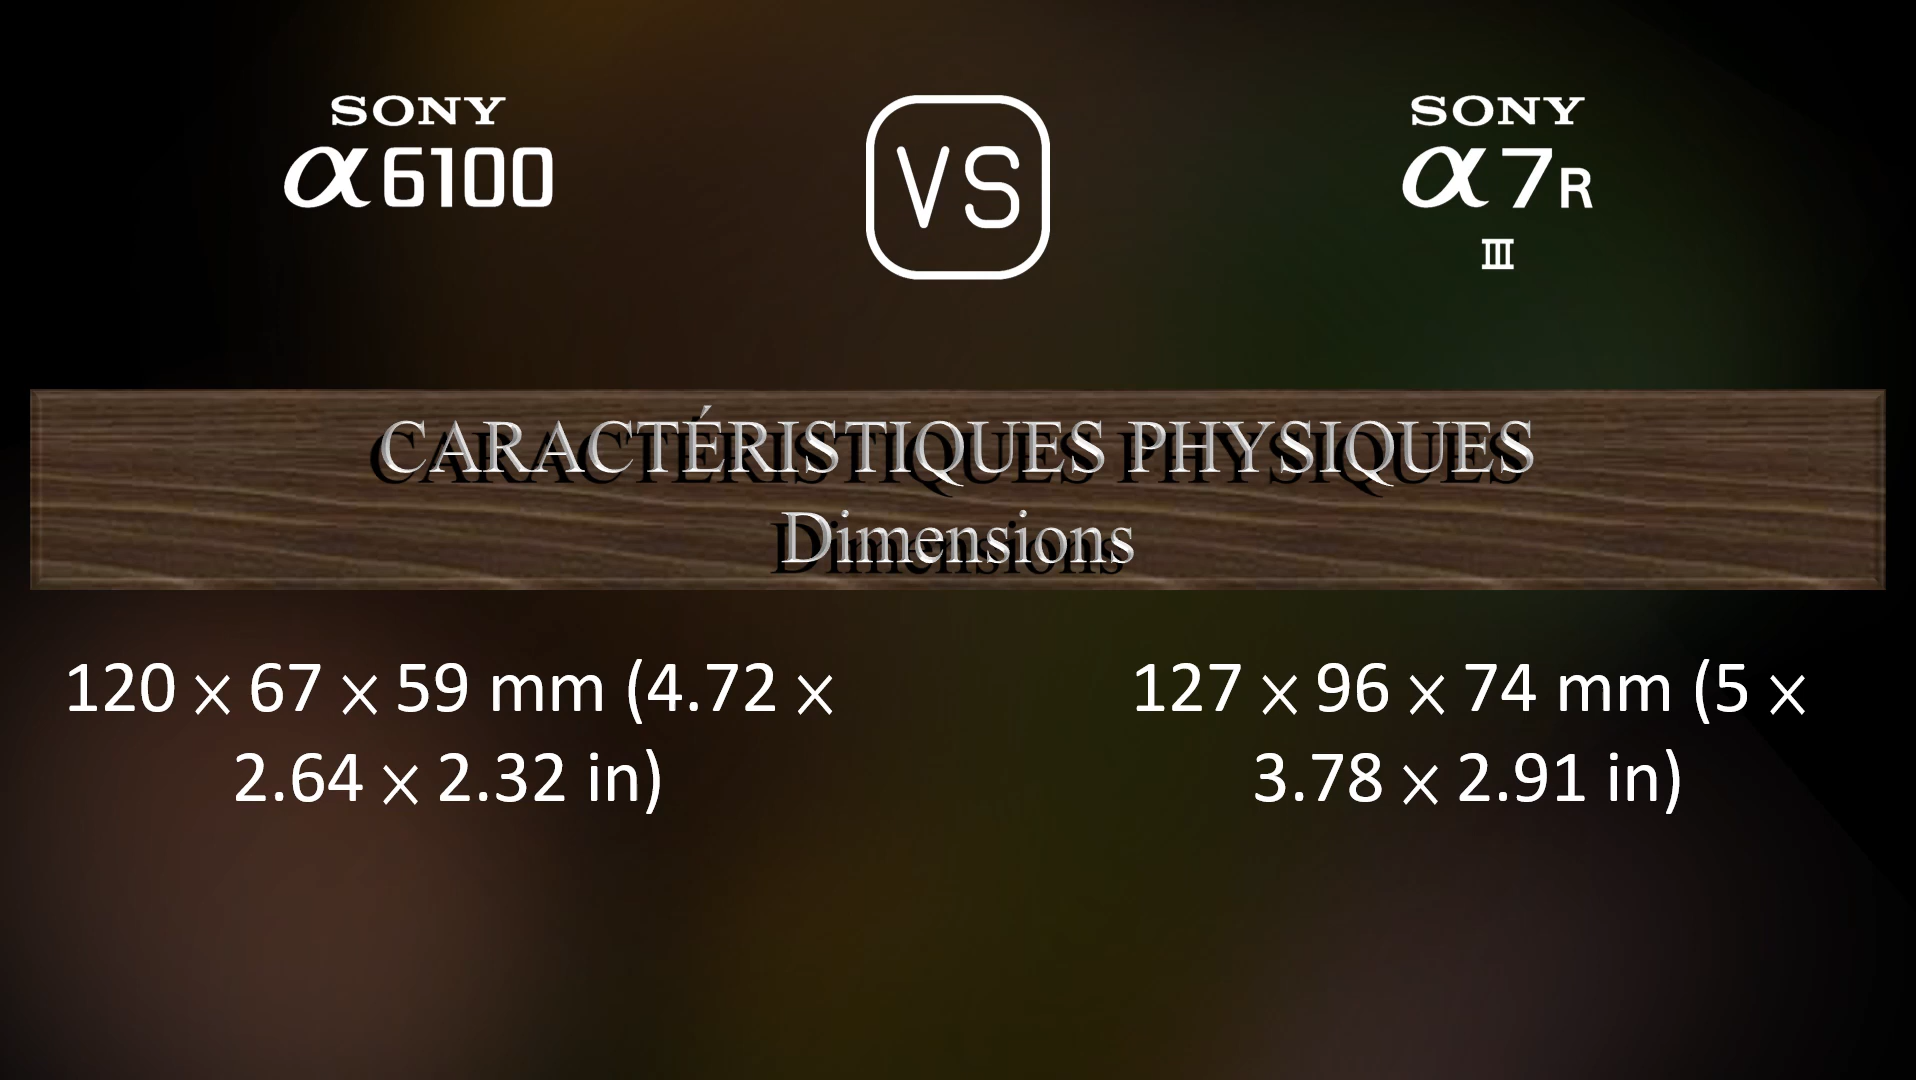 SONY
α6100
VS
SONY
α7R
III
CARACTÉRISTIQUES PHYSIQUES
Dimensions
120 x 67 x 59 mm (4.72 x
2.64 x 2.32 in)
127 x 96 x 74 mm (5 x
3.78 x 2.91 in)